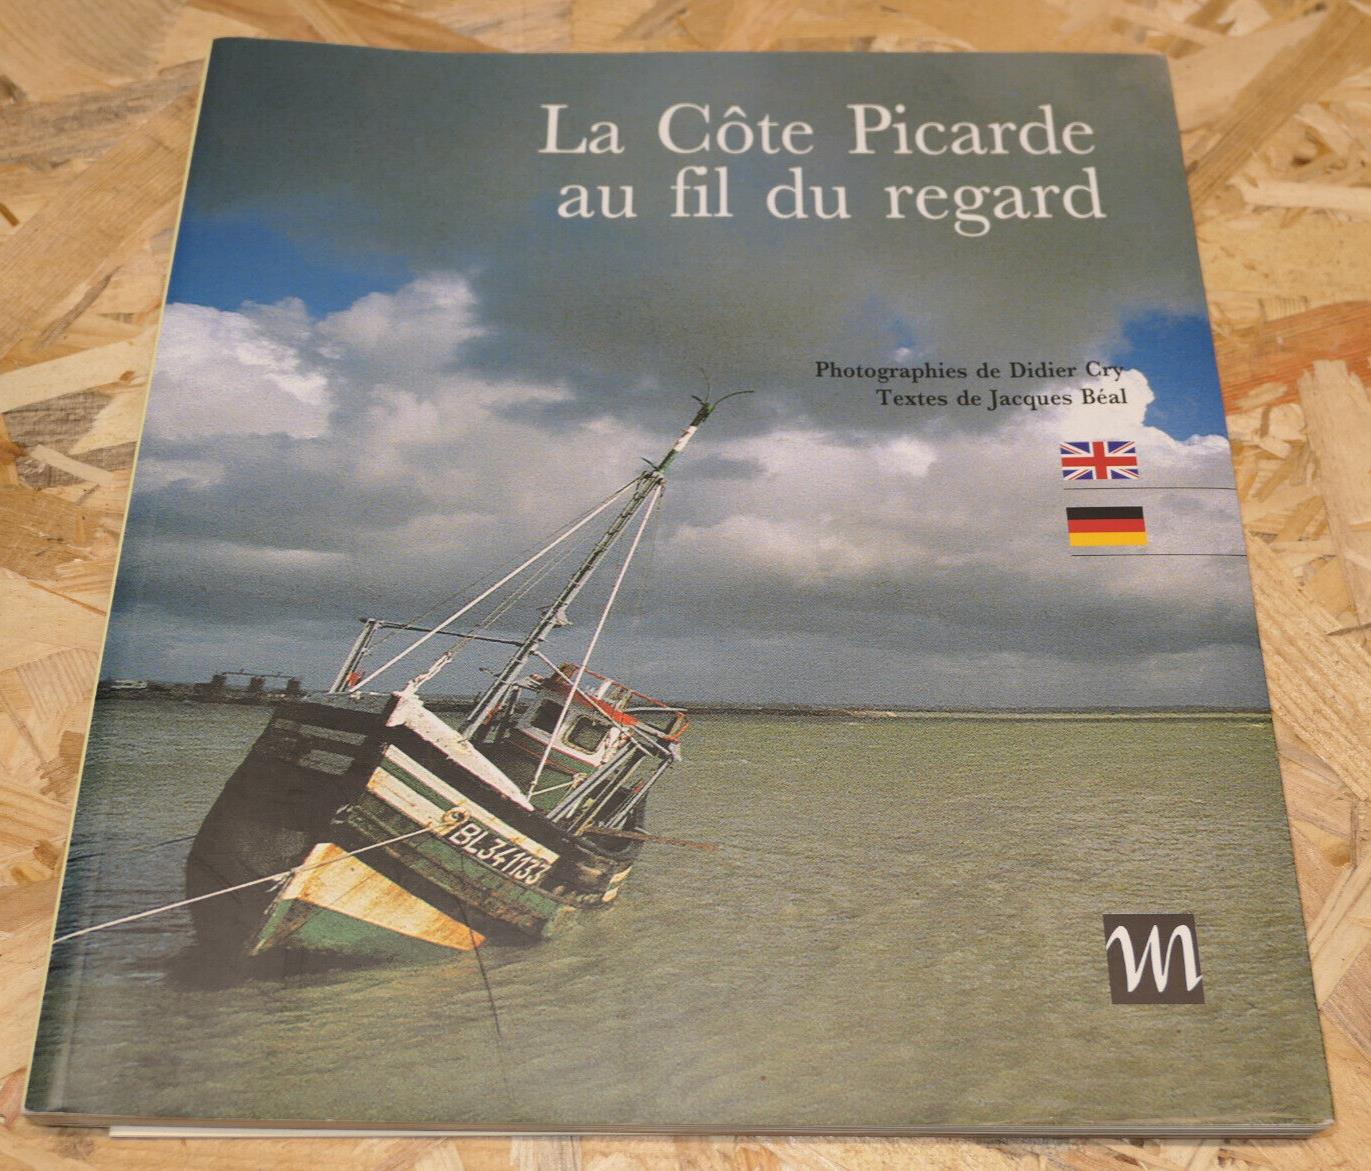 La Côte Picarde
au fil du regard
Photographies de Didier Cry
Textes de Jacques Béal
BL341133
m